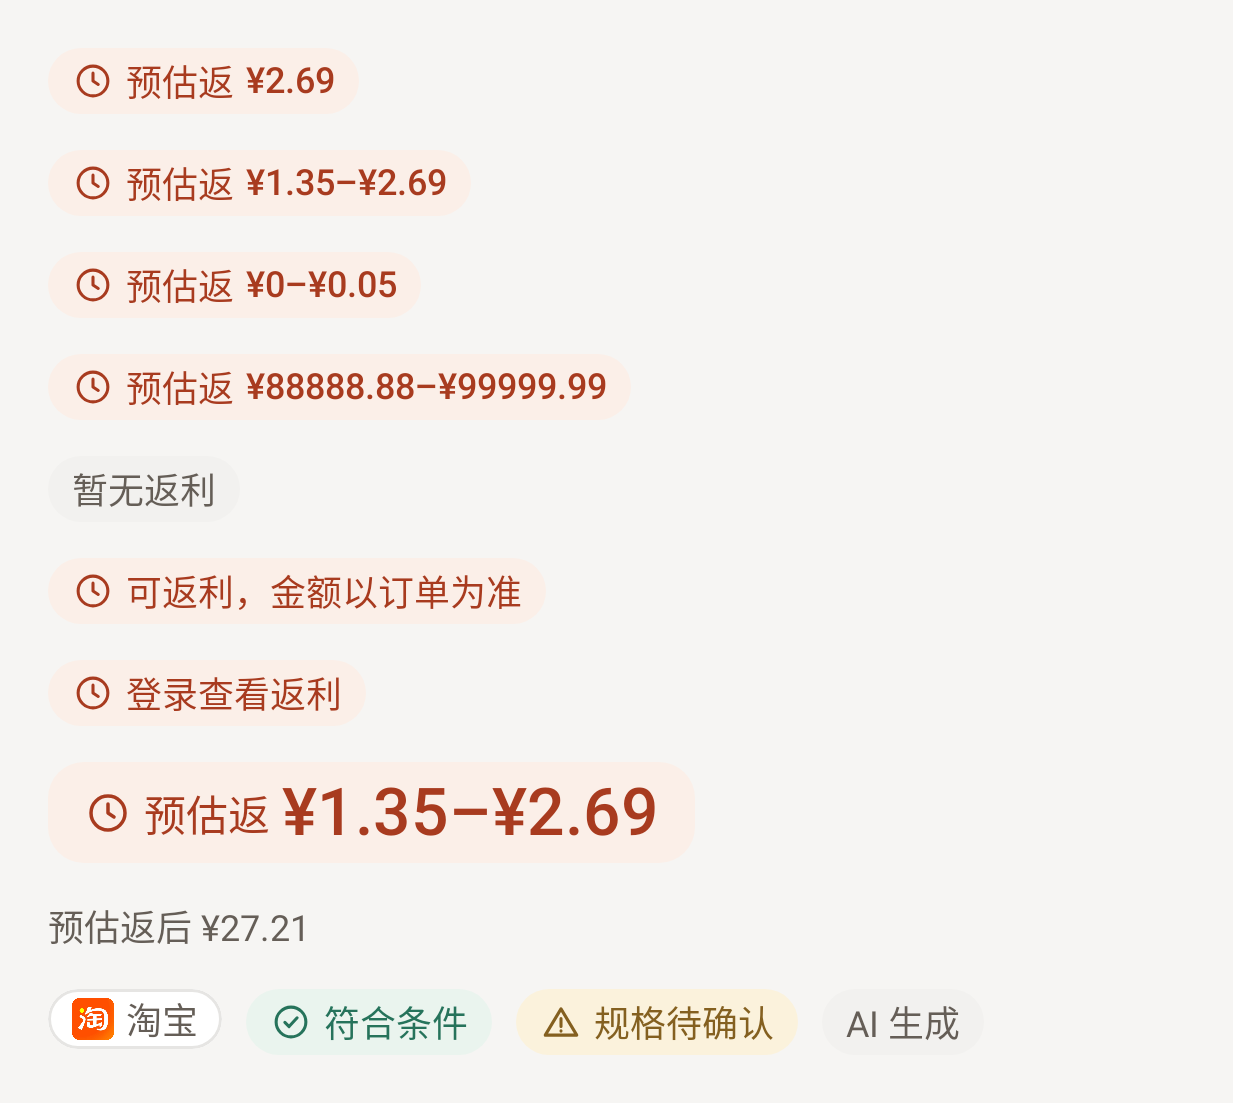 预估返 ¥2.69
预估返 ¥1.35–¥2.69
预估返 ¥0–¥0.05
预估返 ¥88888.88–¥99999.99
暂无返利
可返利，金额以订单为准
登录查看返利
预估返 ¥1.35–¥2.69
预估返后 ¥27.21
淘 淘宝 符合条件 规格待确认 AI 生成